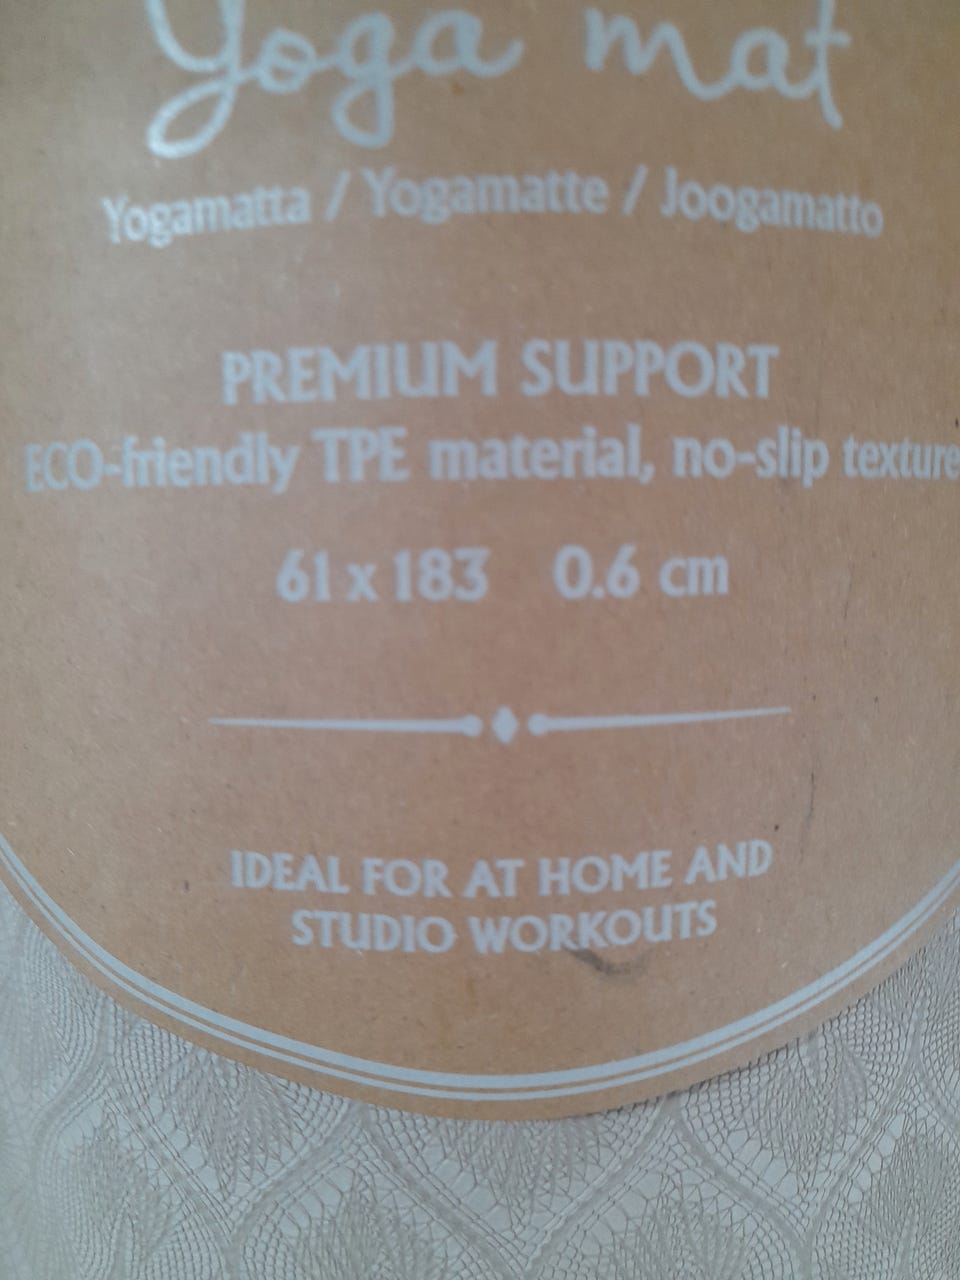 Yoga mat
Yogamatta / Yogamatte / Joogamatto
PREMIUM SUPPORT
ECO-friendly TPE material, no-slip texture
61 x 183 0.6 cm
IDEAL FOR AT HOME AND
STUDIO WORKOUTS